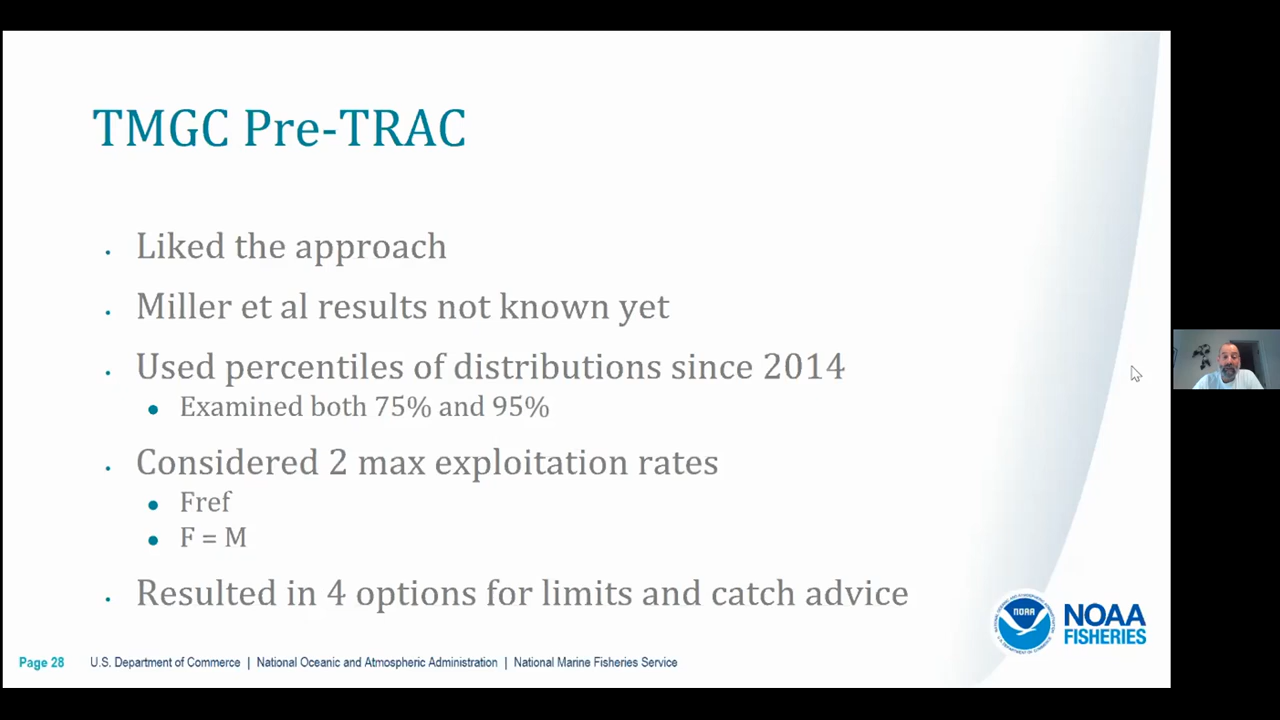 TMGC Pre-TRAC
Liked the approach
Miller et al results not known yet
Used percentiles of distributions since 2014
Examined both 75% and 95%
Considered 2 max exploitation rates
Fref
F = M
Resulted in 4 options for limits and catch advice
NOAA
NOAA
FISHERIES
Page 28 U.S. Department of Commerce | National Oceanic and Atmospheric Administration | National Marine Fisheries Service